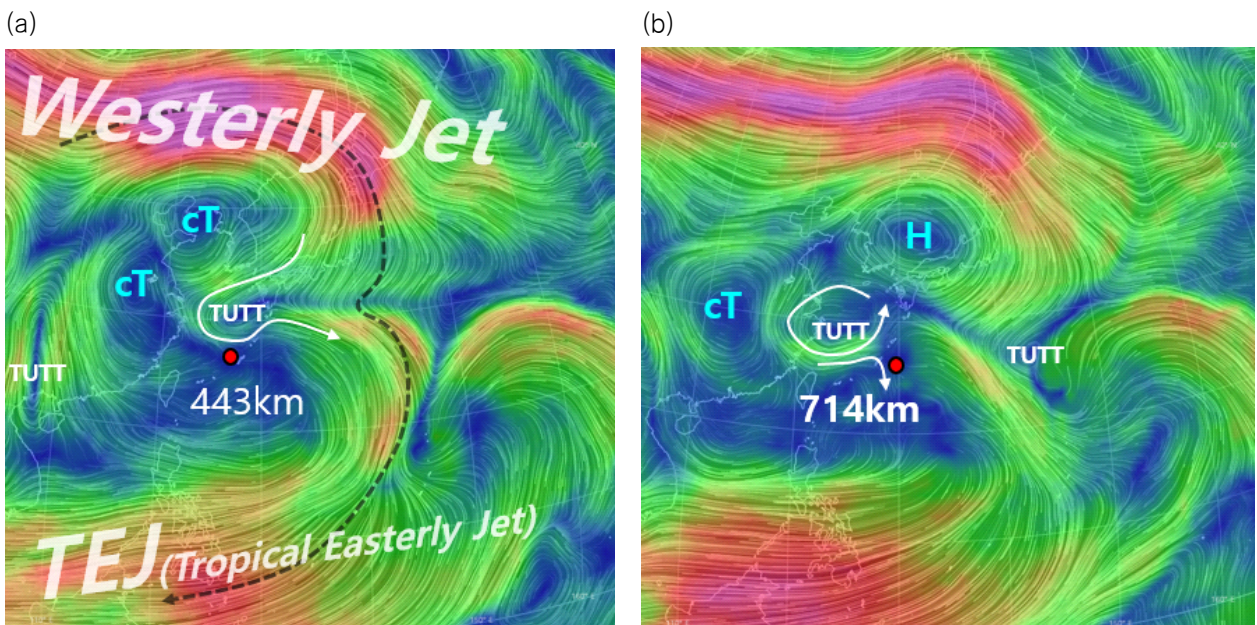 (a)
Westerly Jet
cT
cT
TUTT
TUTT
443km
TEJ(Tropical Easterly Jet)
(b)
H
cT
TUTT
TUTT
714km